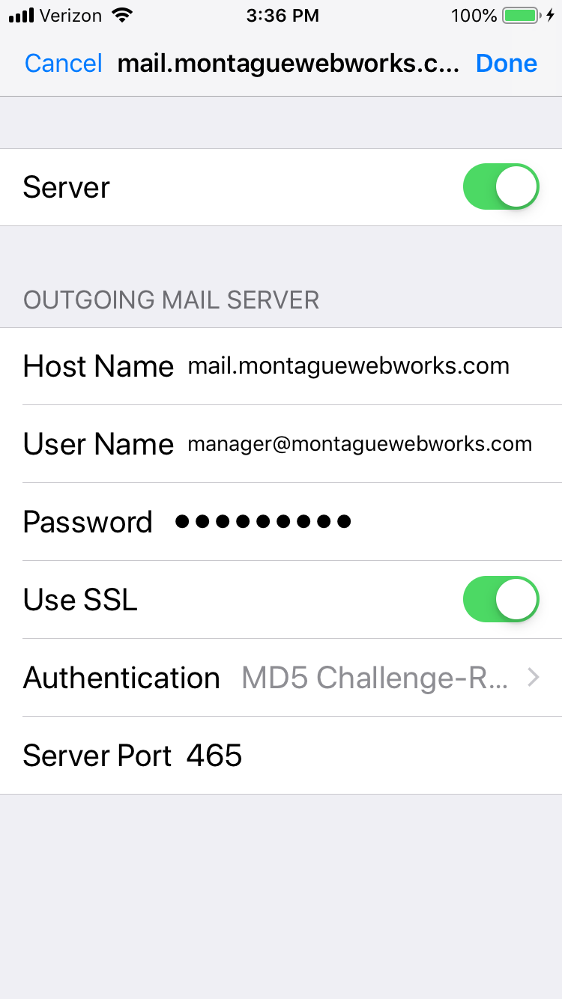 Verizon 3:36 PM 100%
Cancel mail.montaguewebworks.c... Done
Server
OUTGOING MAIL SERVER
Host Name mail.montaguewebworks.com
User Name manager@montaguewebworks.com
Password ●●●●●●●●●
Use SSL
Authentication MD5 Challenge-R...
Server Port 465